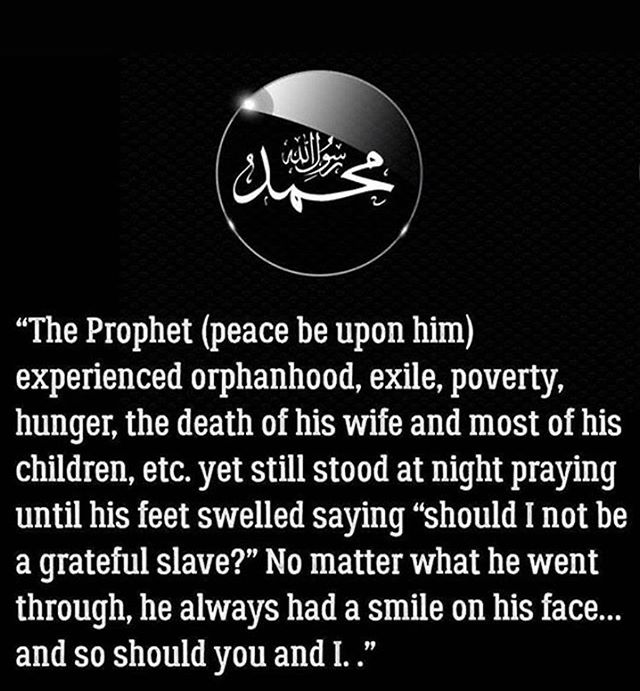 محمد رسول الله
“The Prophet (peace be upon him)
experienced orphanhood, exile, poverty,
hunger, the death of his wife and most of his
children, etc. yet still stood at night praying
until his feet swelled saying “should I not be
a grateful slave?” No matter what he went
through, he always had a smile on his face...
and so should you and I. .”